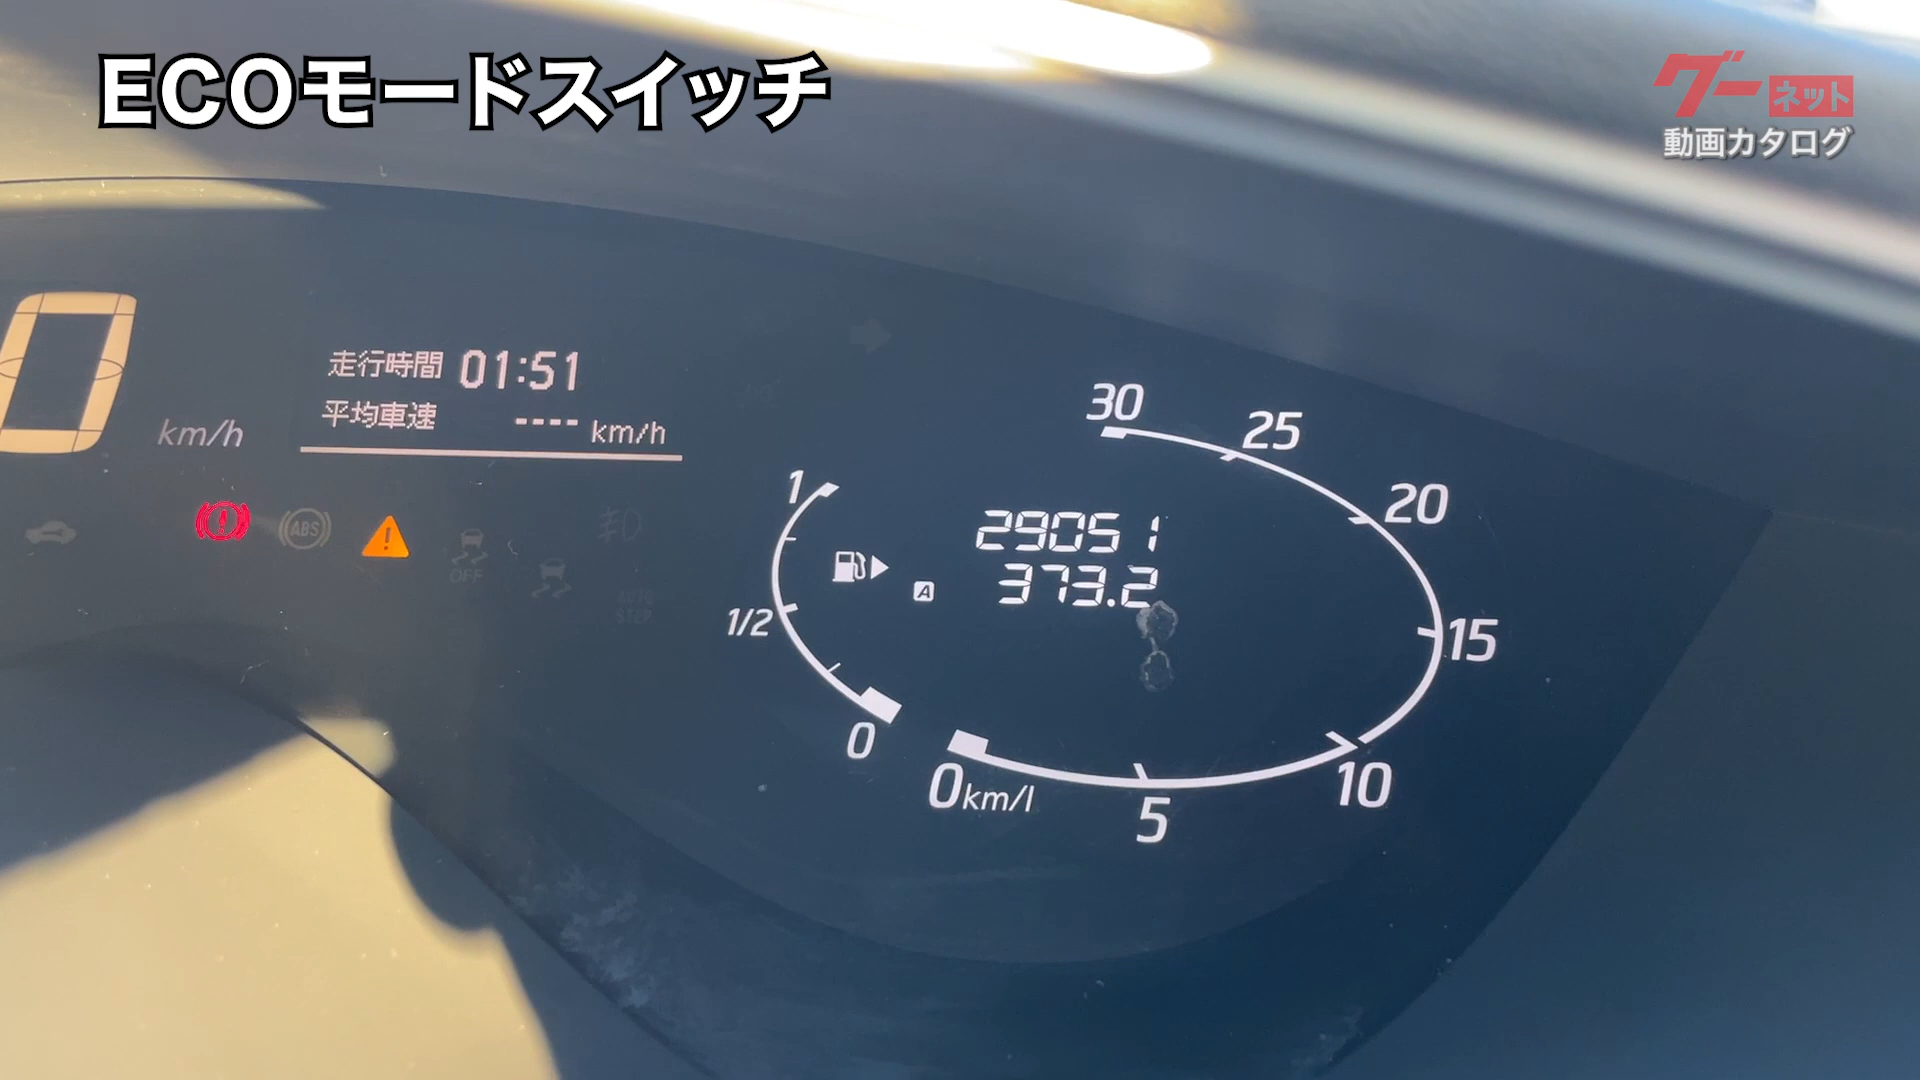 ECOモードスイッチ
グーネット
動画カタログ
0 km/h
走行時間 01:51
平均車速 ---- km/h
ABS
OFF
1
1/2
0
A
29051
373.2
30
25
20
15
10
5
0km/l